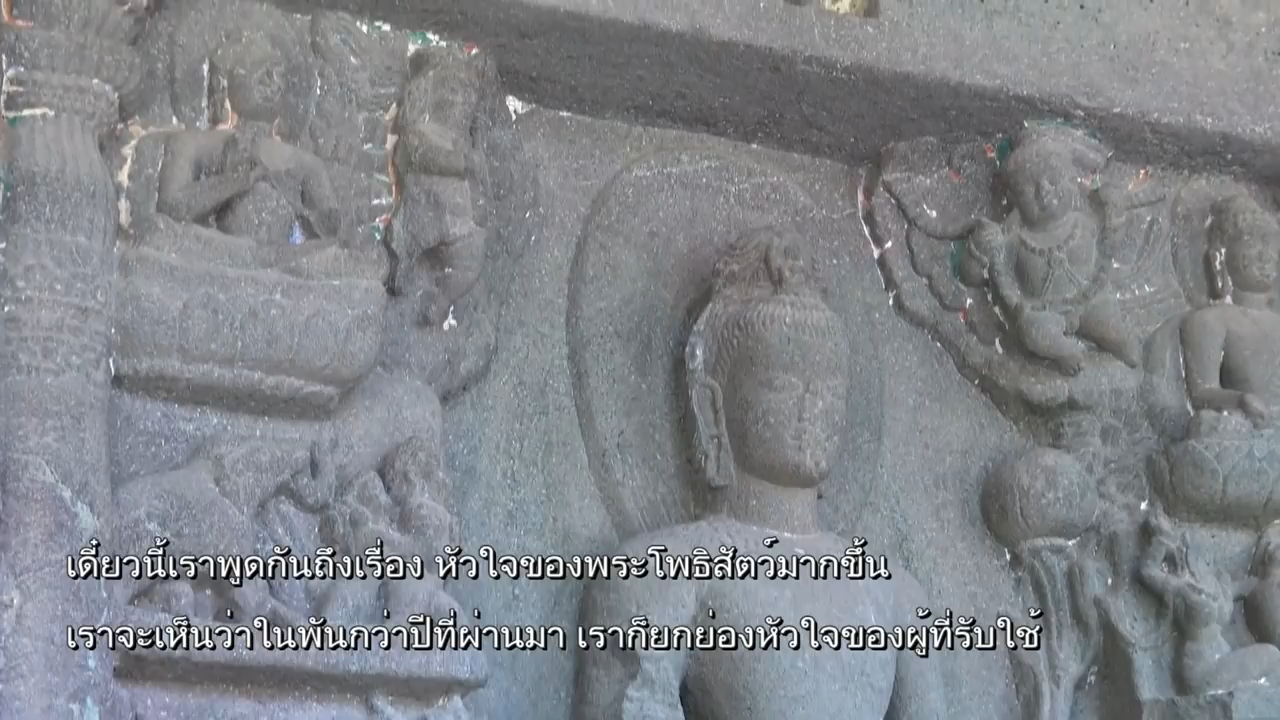 เดี๋ยวนี้เราพูดกันถึงเรื่อง หัวใจของพระโพธิสัตว์มากขึ้น
เราจะเห็นว่าในพันกว่าปีที่ผ่านมา เราก็ยกย่องหัวใจของผู้ที่รับใช้